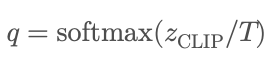 q = softmax(z_CLIP/T)